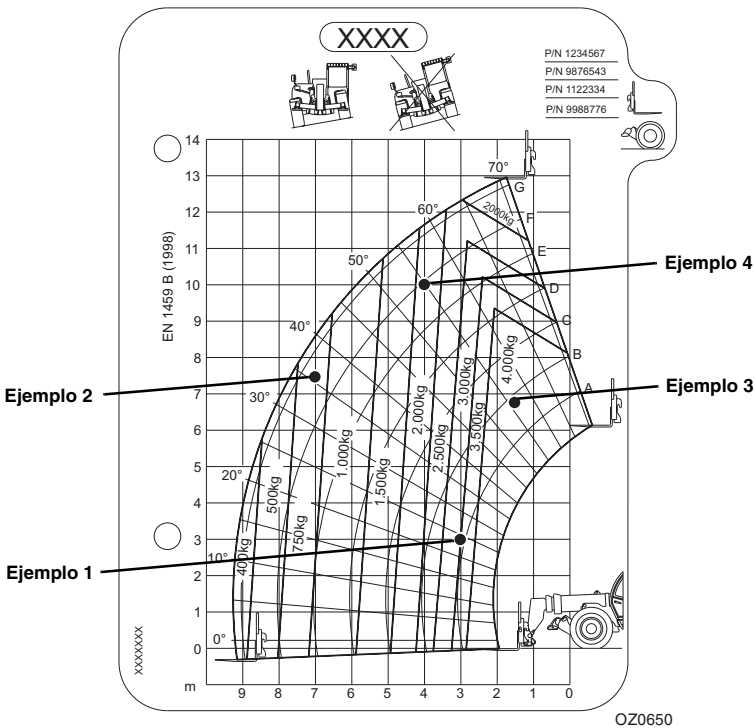 XXXX
P/N 1234567
P/N 9876543
P/N 1122334
P/N 9988776
EN 1459 B (1998)
14
13
12
11
10
9
8
7
6
5
4
3
2
1
0
m
9 8 7 6 5 4 3 2 1 0
0°
10°
20°
30°
40°
50°
60°
70°
G
F
E
D
C
B
A
400kg
500kg
750kg
1.000kg
1.500kg
2.000kg
2.500kg
3.000kg
3.500kg
4.000kg
2000kg
Ejemplo 4
Ejemplo 2
Ejemplo 3
Ejemplo 1
XXXXXXX
OZ0650